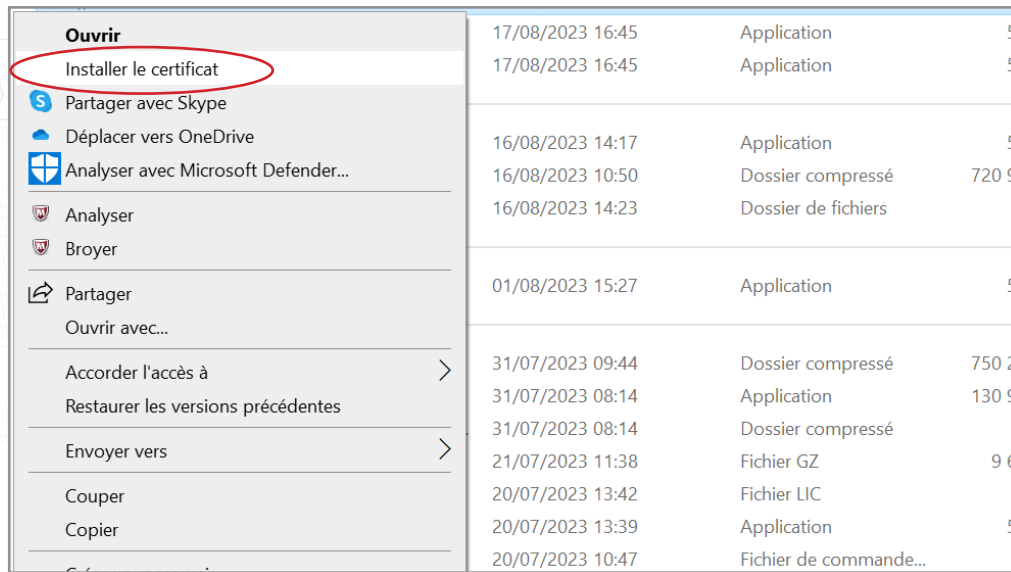 Ouvrir
Installer le certificat
Partager avec Skype
Déplacer vers OneDrive
Analyser avec Microsoft Defender...
Analyser
Broyer
Partager
Ouvrir avec...
Accorder l'accès à
Restaurer les versions précédentes
Envoyer vers
Couper
Copier
17/08/2023 16:45 Application
17/08/2023 16:45 Application
16/08/2023 14:17 Application
16/08/2023 10:50 Dossier compressé 720
16/08/2023 14:23 Dossier de fichiers
01/08/2023 15:27 Application
31/07/2023 09:44 Dossier compressé 750
31/07/2023 08:14 Application 130
31/07/2023 08:14 Dossier compressé
21/07/2023 11:38 Fichier GZ 9
20/07/2023 13:42 Fichier LIC
20/07/2023 13:39 Application
20/07/2023 10:47 Fichier de commande...